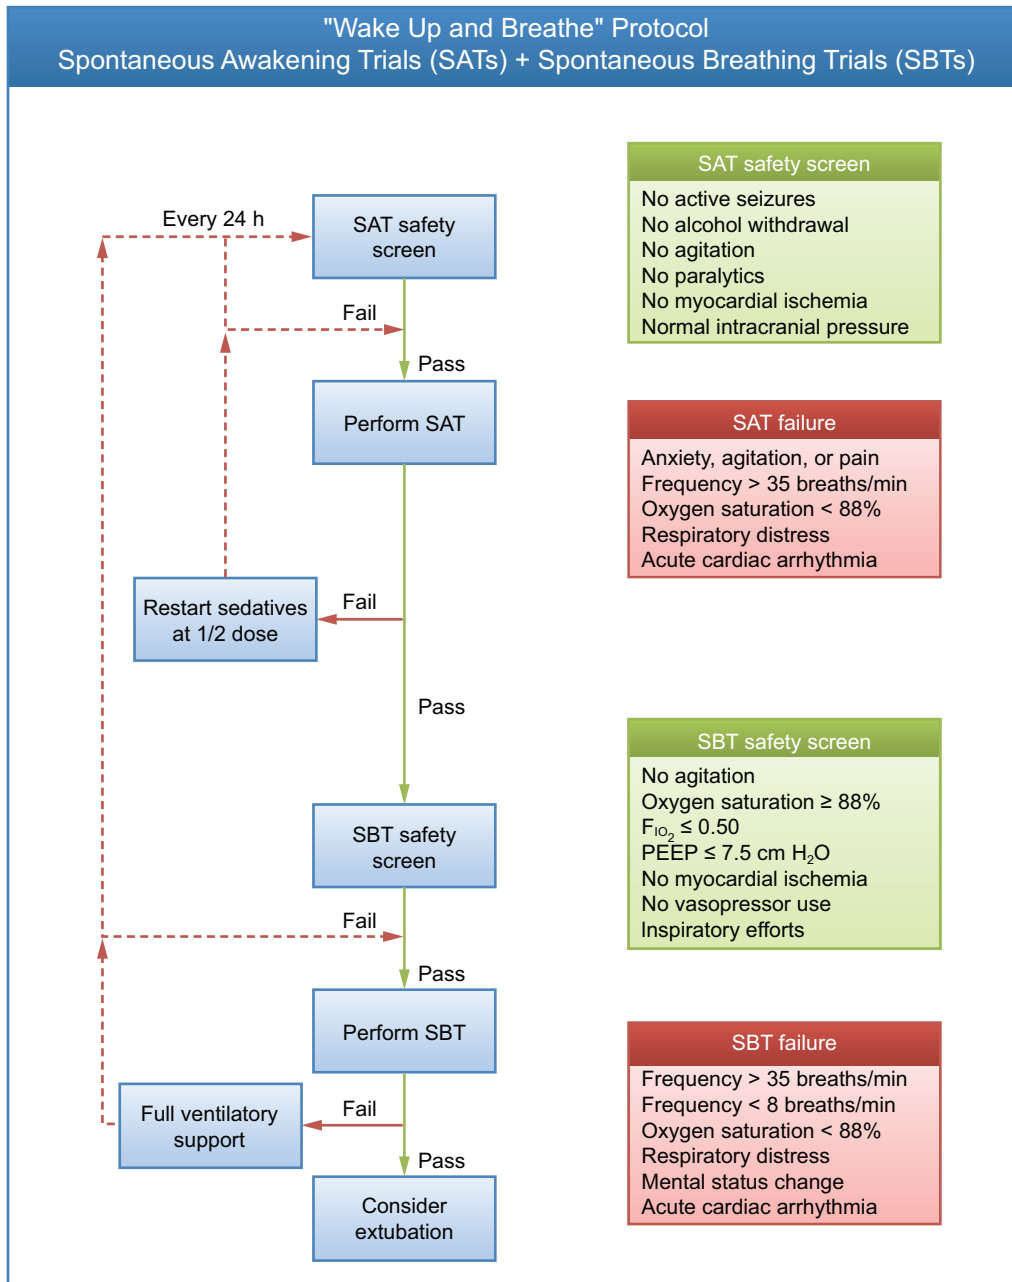 "Wake Up and Breathe" Protocol
Spontaneous Awakening Trials (SATs) + Spontaneous Breathing Trials (SBTs)
Every 24 h
SAT safety
screen
Fail
Pass
Perform SAT
Restart sedatives
at 1/2 dose
Fail
Pass
SBT safety
screen
Fail
Pass
Perform SBT
Full ventilatory
support
Fail
Pass
Consider
extubation
SAT safety screen
No active seizures
No alcohol withdrawal
No agitation
No paralytics
No myocardial ischemia
Normal intracranial pressure
SAT failure
Anxiety, agitation, or pain
Frequency > 35 breaths/min
Oxygen saturation < 88%
Respiratory distress
Acute cardiac arrhythmia
SBT safety screen
No agitation
Oxygen saturation ≥ 88%
FIO2 ≤ 0.50
PEEP ≤ 7.5 cm H2O
No myocardial ischemia
No vasopressor use
Inspiratory efforts
SBT failure
Frequency > 35 breaths/min
Frequency < 8 breaths/min
Oxygen saturation < 88%
Respiratory distress
Mental status change
Acute cardiac arrhythmia